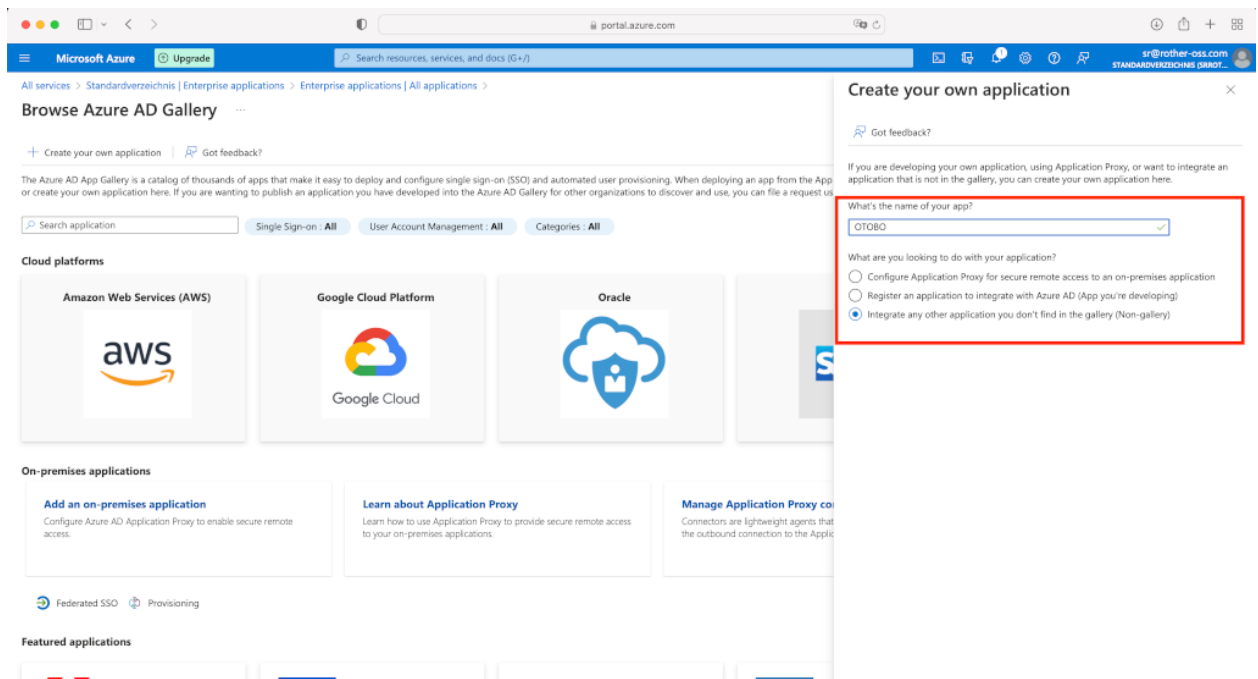 portal.azure.com
Microsoft Azure
Upgrade
Search resources, services, and docs (G+/)
1
sr@rother-oss.com
STANDARDVERZEICHNIS (SRROT...
All services > Standardverzeichnis | Enterprise applications > Enterprise applications | All applications >
Browse Azure AD Gallery ...
+ Create your own application
Got feedback?
The Azure AD App Gallery is a catalog of thousands of apps that make it easy to deploy and configure single sign-on (SSO) and automated user provisioning. When deploying an app from the App
or create your own application here. If you are wanting to publish an application you have developed into the Azure AD Gallery for other organizations to discover and use, you can file a request us
Search application
Single Sign-on : All
User Account Management : All
Categories : All
Cloud platforms
Amazon Web Services (AWS)
Google Cloud Platform
Oracle
aws
Google Cloud
S
On-premises applications
Add an on-premises application
Configure Azure AD Application Proxy to enable secure remote
access.
Learn about Application Proxy
Learn how to use Application Proxy to provide secure remote access
to your on-premises applications.
Manage Application Proxy co
Connectors are lightweight agents that
the outbound connection to the Applic
Federated SSO
Provisioning
Featured applications
Create your own application
Got feedback?
If you are developing your own application, using Application Proxy, or want to integrate an
application that is not in the gallery, you can create your own application here.
What's the name of your app?
OTOBO
What are you looking to do with your application?
Configure Application Proxy for secure remote access to an on-premises application
Register an application to integrate with Azure AD (App you're developing)
Integrate any other application you don't find in the gallery (Non-gallery)